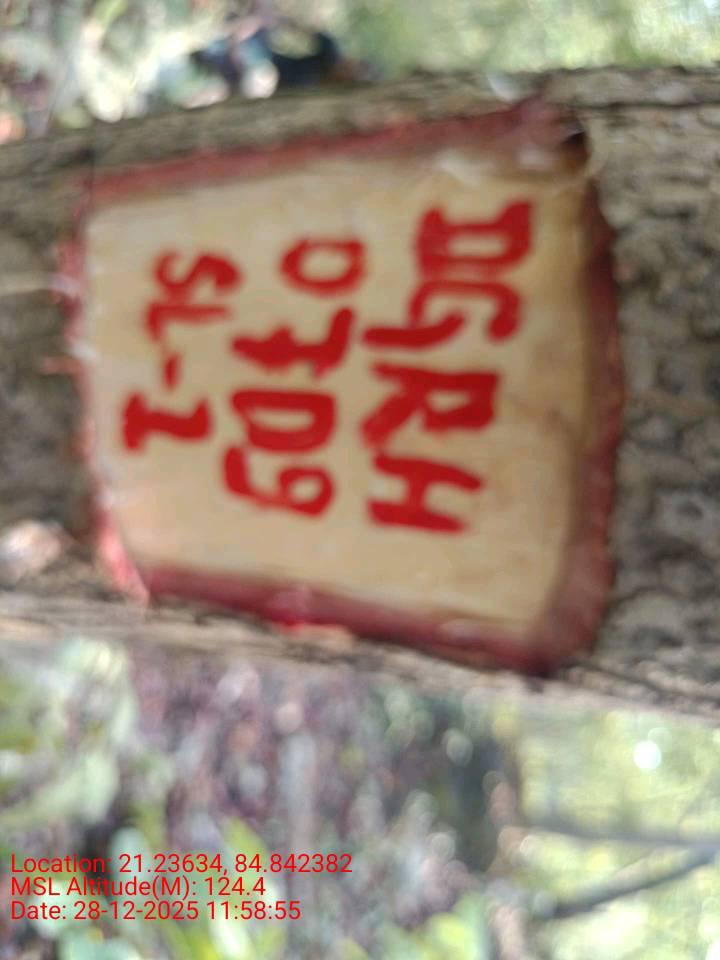 DGRH
OFDC
SL-1
Location: 21.23634, 84.842382
MSL Altitude(M): 124.4
Date: 28-12-2025 11:58:55